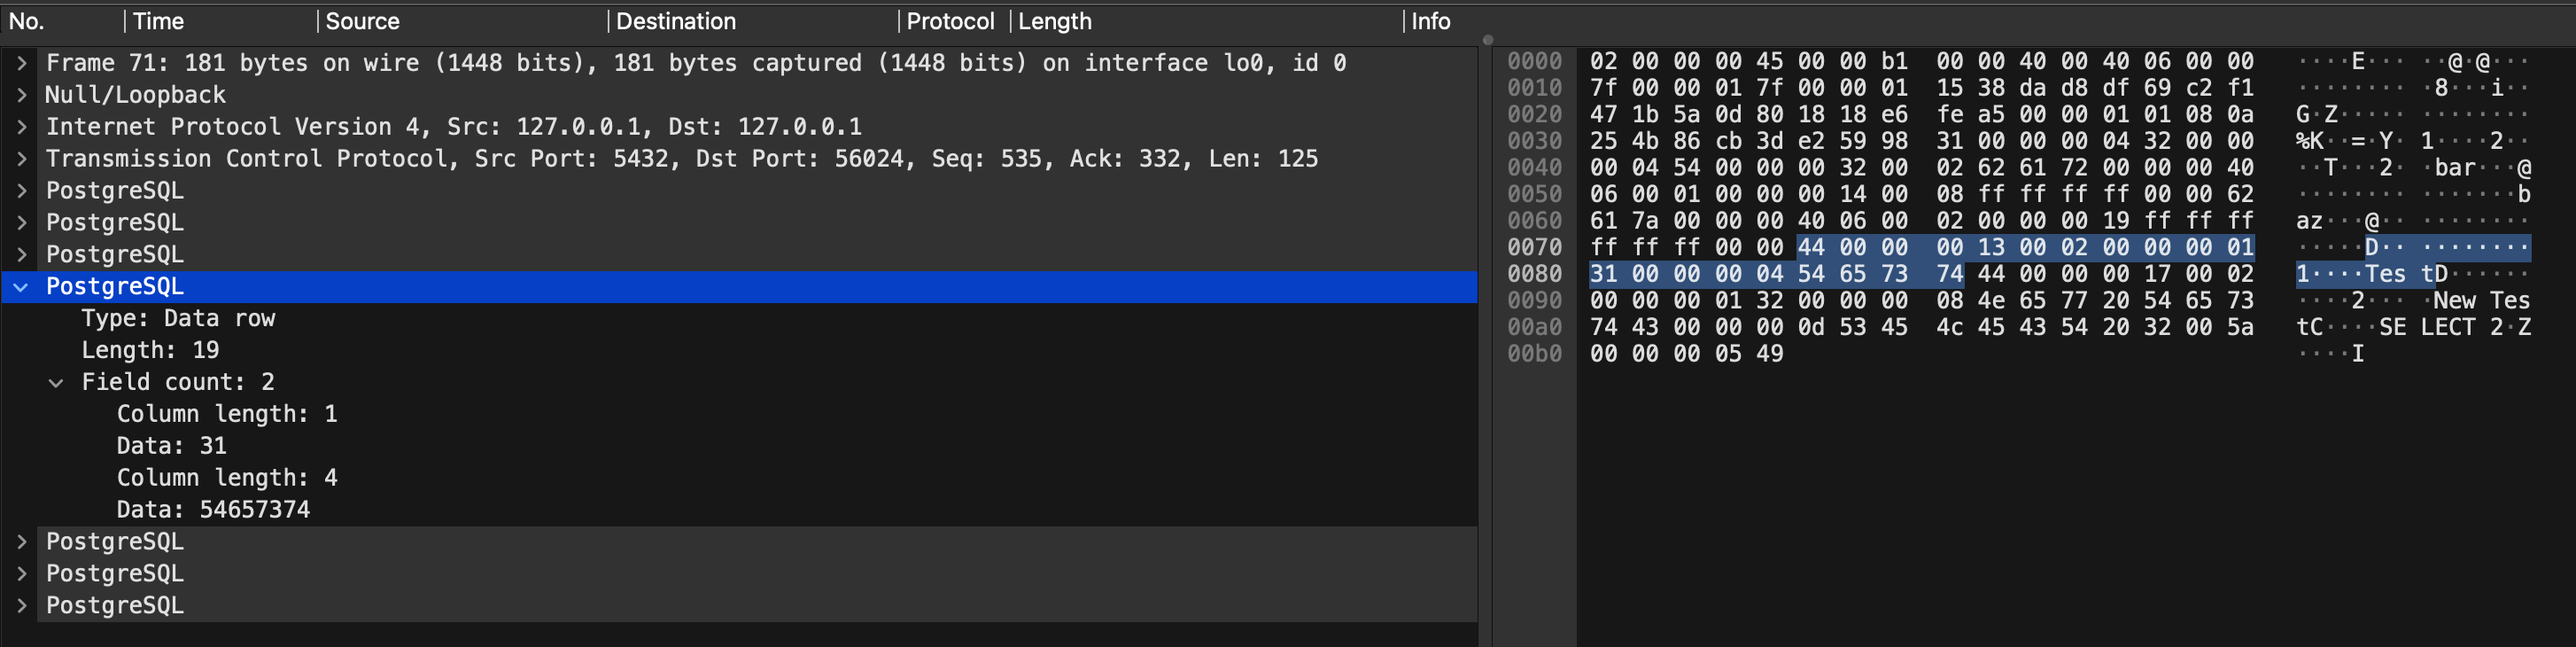 No. Time Source Destination Protocol Length Info
Frame 71: 181 bytes on wire (1448 bits), 181 bytes captured (1448 bits) on interface lo0, id 0
Null/Loopback
Internet Protocol Version 4, Src: 127.0.0.1, Dst: 127.0.0.1
Transmission Control Protocol, Src Port: 5432, Dst Port: 56024, Seq: 535, Ack: 332, Len: 125
PostgreSQL
PostgreSQL
PostgreSQL
PostgreSQL
Type: Data row
Length: 19
Field count: 2
Column length: 1
Data: 31
Column length: 4
Data: 54657374
PostgreSQL
PostgreSQL
PostgreSQL
0000 02 00 00 00 45 00 00 b1 00 00 40 00 40 06 00 00 ····E··· ··@·@···
0010 7f 00 00 01 7f 00 00 01 15 38 da d8 df 69 c2 f1 ········ ·8···i··
0020 47 1b 5a 0d 80 18 18 e6 fe a5 00 00 01 01 08 0a G·Z····· ········
0030 25 4b 86 cb 3d e2 59 98 31 00 00 00 04 32 00 00 %K··=·Y· 1····2··
0040 00 04 54 00 00 00 32 00 02 62 61 72 00 00 00 40 ··T···2· ·bar···@
0050 06 00 01 00 00 00 14 00 08 ff ff ff ff 00 00 62 ········ ·······b
0060 61 7a 00 00 00 40 06 00 02 00 00 00 19 ff ff ff az···@·· ········
0070 ff ff ff 00 00 44 00 00 00 13 00 02 00 00 00 01 ·····D·· ········
0080 31 00 00 00 04 54 65 73 74 44 00 00 00 17 00 02 1····Tes tD······
0090 00 00 00 01 32 00 00 00 08 4e 65 77 20 54 65 73 ····2··· ·New Tes
00a0 74 43 00 00 00 0d 53 45 4c 45 43 54 20 32 00 5a tC····SE LECT 2·Z
00b0 00 00 00 05 49 ····I